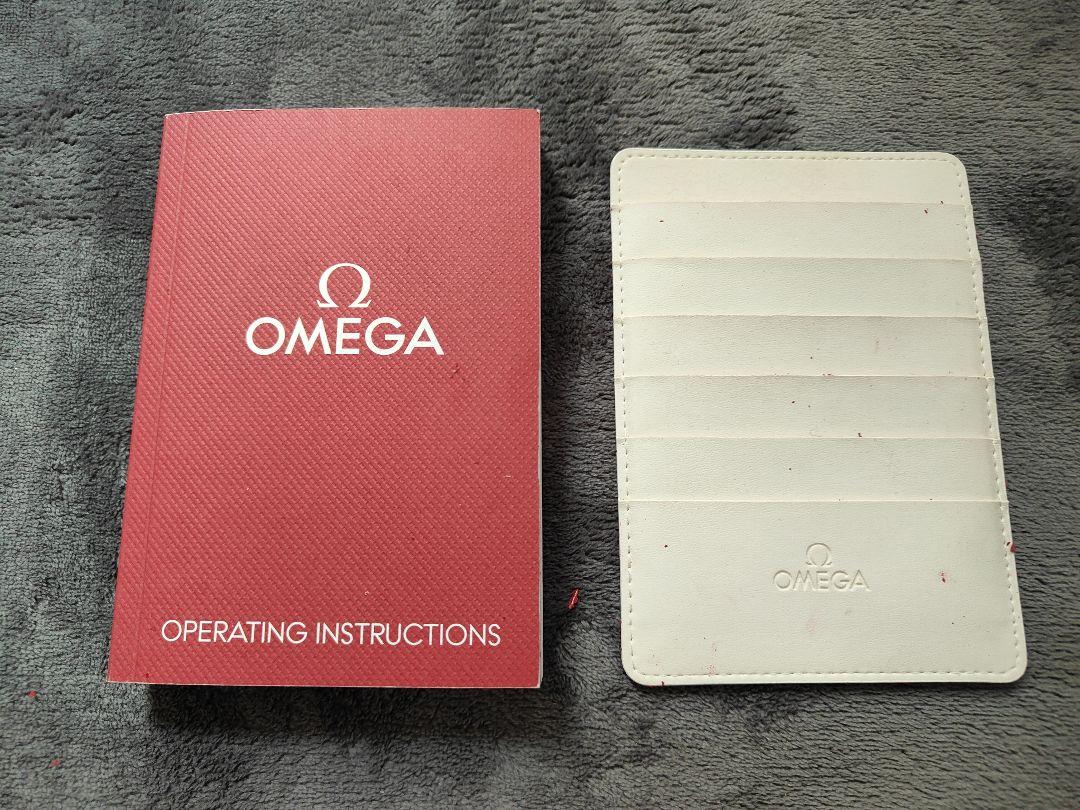 Ω
OMEGA
OPERATING INSTRUCTIONS
Ω
OMEGA